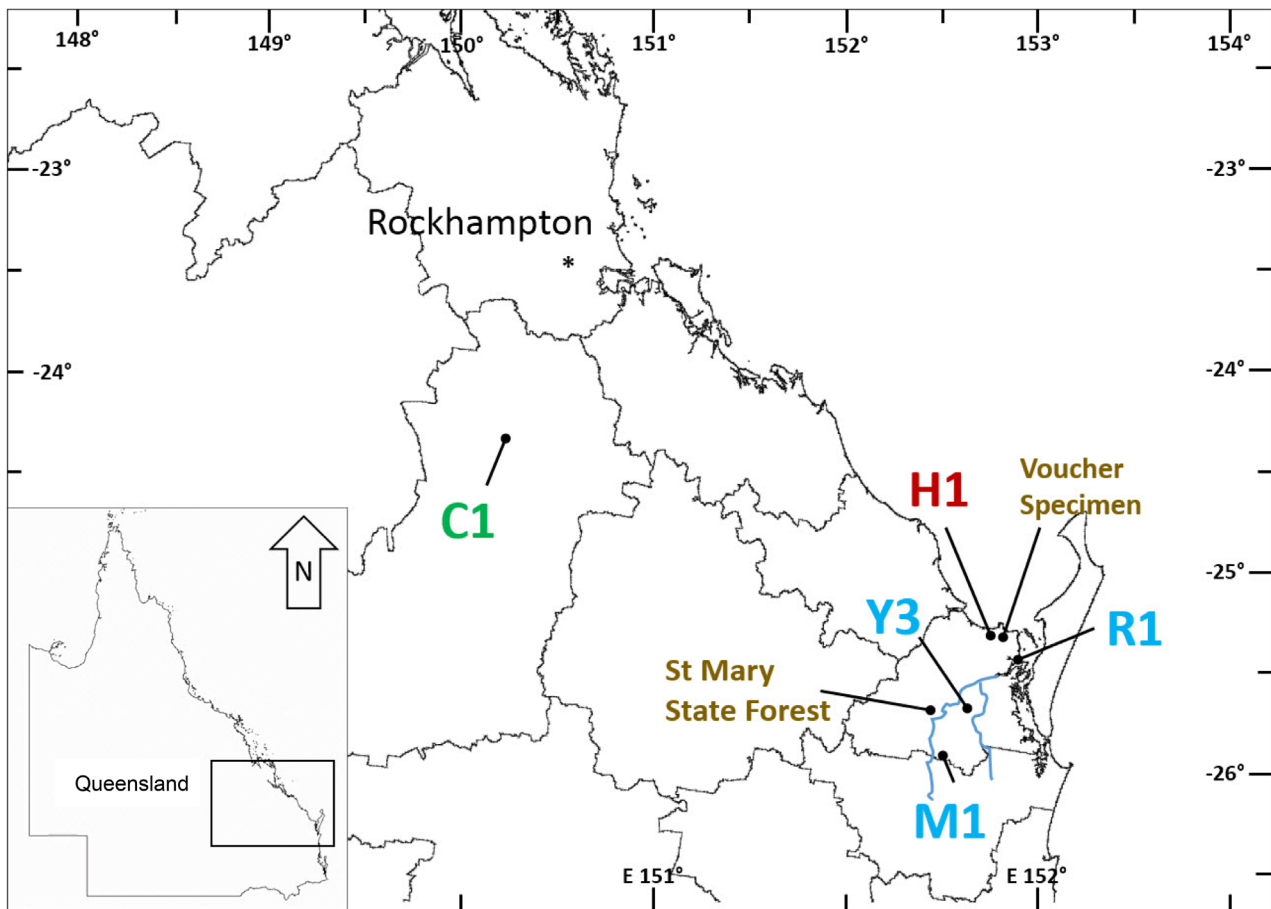 148° 149° 150° 151° 152° 153° 154°
-23° -23°
Rockhampton
*
-24° -24°
H1
Voucher
Specimen
C1
N
-25°
Y3
R1
St Mary
State Forest
Queensland
-26°
M1
E 151° E 152°